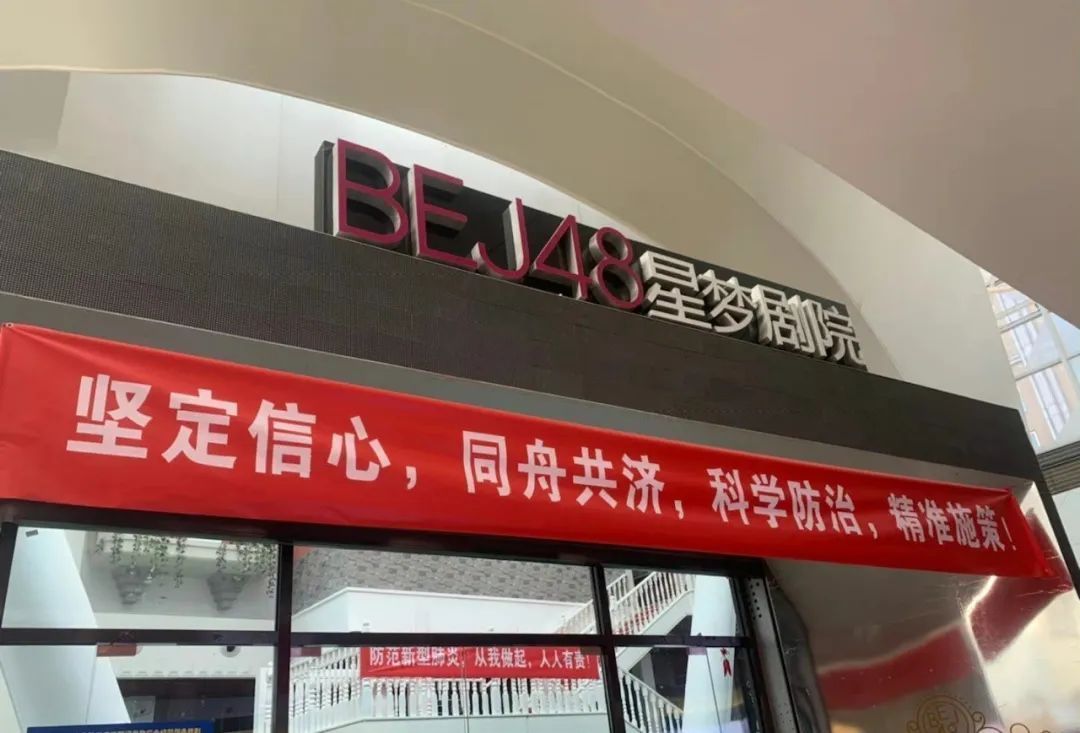 BEJ48星梦剧院
坚定信心，同舟共济，科学防治，精准施策！
防范新型肺炎，从我做起，人人有责！
BEJ